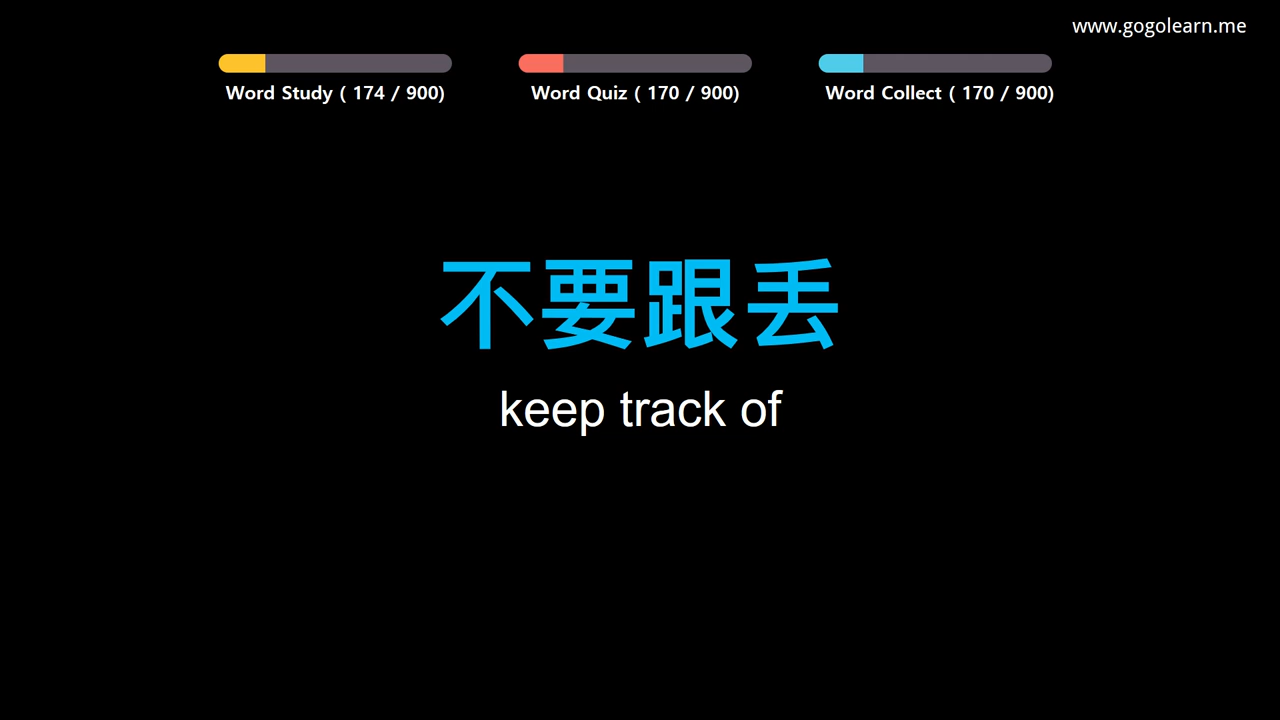 www.gogolearn.me
Word Study ( 174 / 900)
Word Quiz ( 170 / 900)
Word Collect ( 170 / 900)
不要跟丢
keep track of